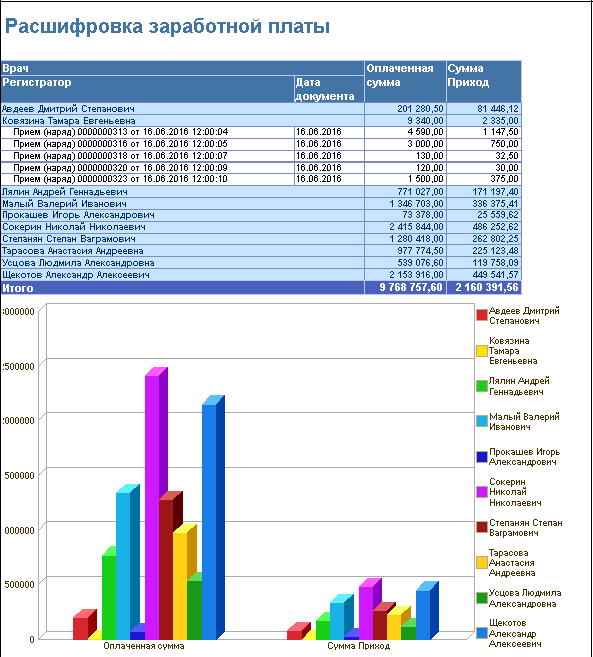 Расшифровка заработной платы
Врач Оплаченная сумма Сумма Приход
Регистратор Дата документа
Авдеев Дмитрий Степанович 201 280,50 81 446,12
Ковязина Тамара Евгеньевна 9 340,00 2 335,00
Прием (наряд) 0000000313 от 16.06.2016 12:00:04 16.06.2016 4 590,00 1 147,50
Прием (наряд) 0000000316 от 16.06.2016 12:00:05 16.06.2016 3 000,00 750,00
Прием (наряд) 0000000318 от 16.06.2016 12:00:07 16.06.2016 130,00 32,50
Прием (наряд) 0000000320 от 16.06.2016 12:00:09 16.06.2016 120,00 30,00
Прием (наряд) 0000000323 от 16.06.2016 12:00:10 16.06.2016 1 500,00 375,00
Лялин Андрей Геннадьевич 771 027,00 171 197,40
Малый Валерий Иванович 1 346 703,00 336 375,41
Прокашев Игорь Александрович 73 378,00 25 559,62
Сокерин Николай Николаевич 2 415 844,00 486 252,62
Степанян Степан Ваграмович 1 280 418,00 262 802,25
Тарасова Анастасия Андреевна 977 774,50 225 123,48
Усцова Людмила Александровна 539 076,60 119 758,09
Щекотов Александр Алексеевич 2 153 916,00 449 541,57
Итого 9 768 757,60 2 160 391,56
3000000
2500000
2000000
1500000
1000000
500000
0
Оплаченная сумма
Сумма Приход
Авдеев Дмитрий
Степанович
Ковязина
Тамара
Евгеньевна
Лялин Андрей
Геннадьевич
Малый Валерий
Иванович
Прокашев Игорь
Александрович
Сокерин
Николай
Николаевич
Степанян Степан
Ваграмович
Тарасова
Анастасия
Андреевна
Усцова Людмила
Александровна
Щекотов
Александр
Алексеевич